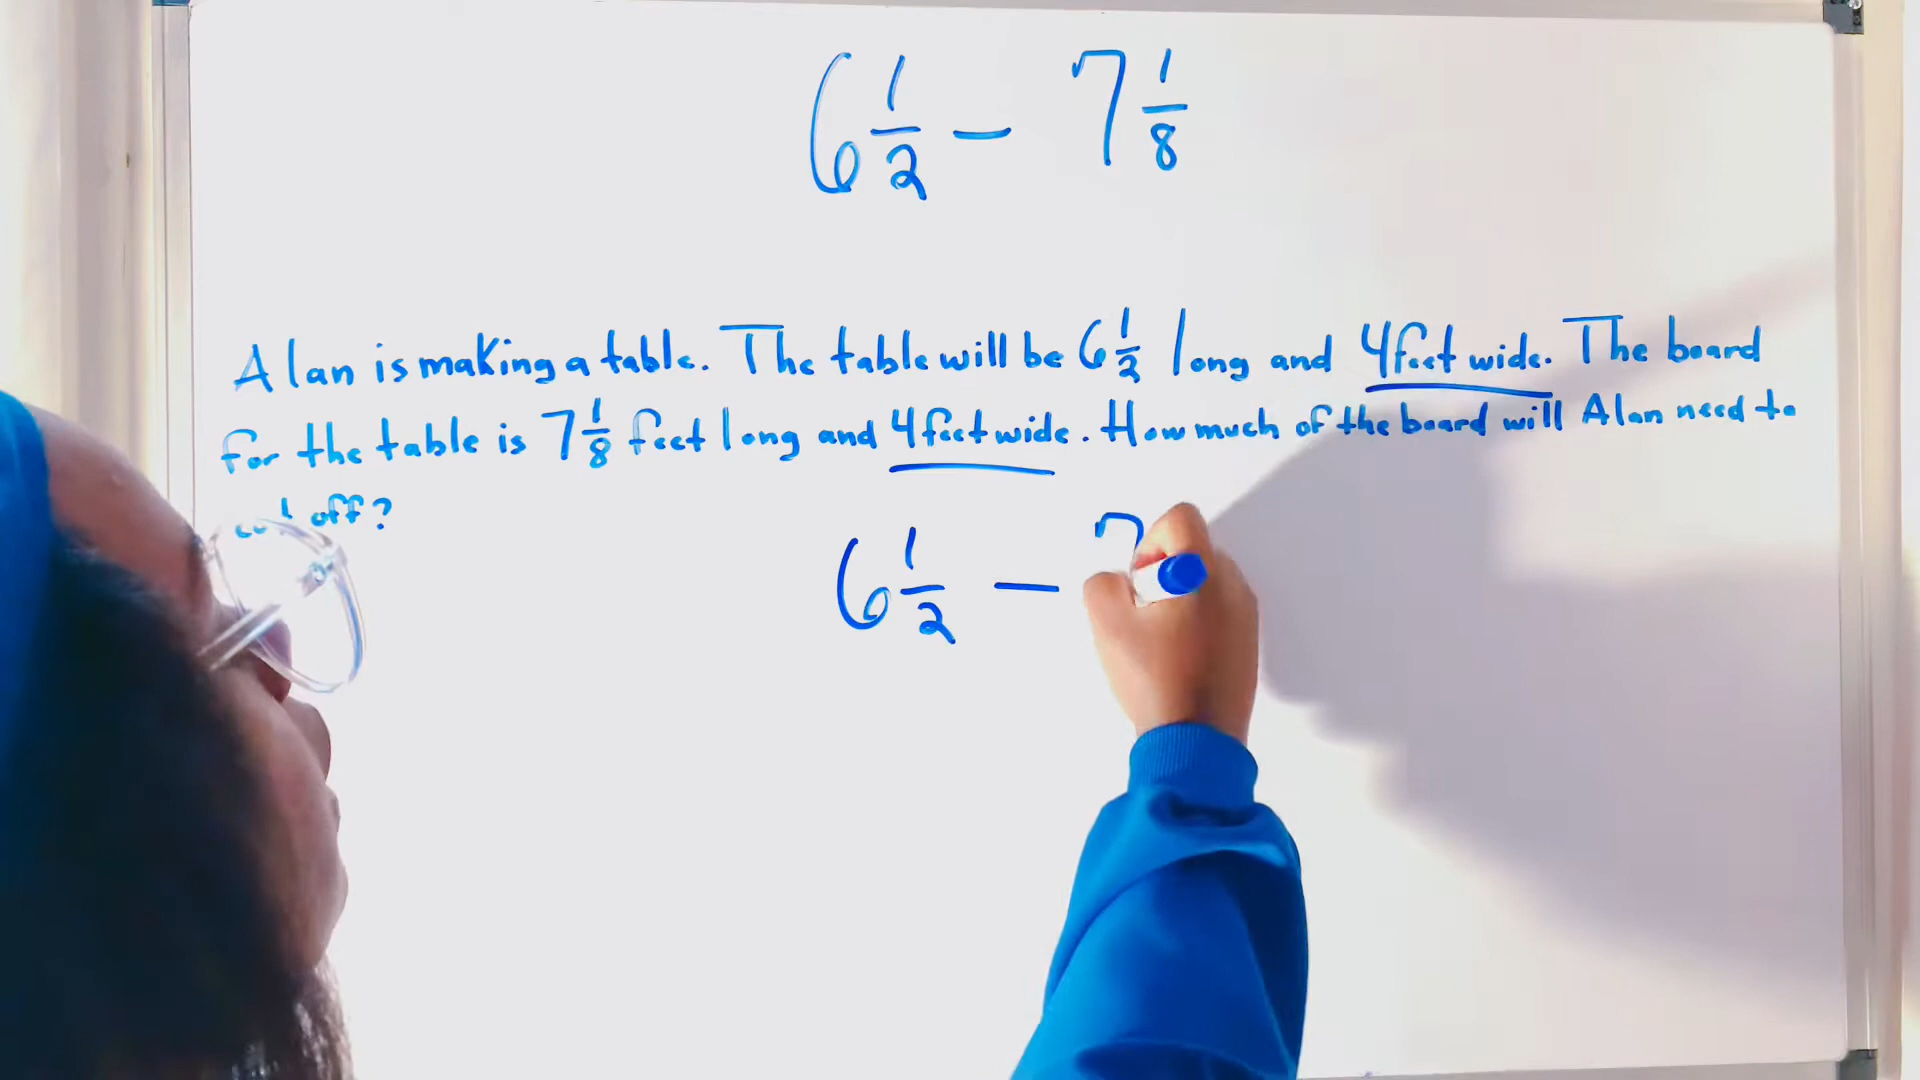 6 1/2 - 7 1/8
Alan is making a table. The table will be 6 1/2 long and 4 feet wide. The board
for the table is 7 1/8 feet long and 4 feet wide. How much of the board will Alan need to
off?
6 1/2 - 7